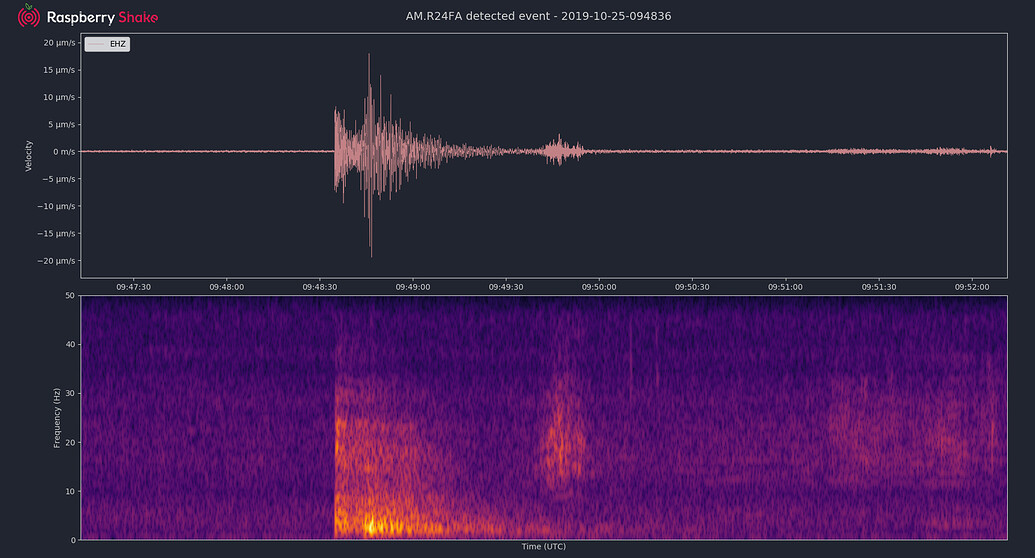 Raspberry Shake
AM.R24FA detected event - 2019-10-25-094836
EHZ
20 μm/s
15 μm/s
10 μm/s
5 μm/s
0 m/s
−5 μm/s
−10 μm/s
−15 μm/s
−20 μm/s
Velocity
09:47:30 09:48:00 09:48:30 09:49:00 09:49:30 09:50:00 09:50:30 09:51:00 09:51:30 09:52:00
50
40
30
20
10
0
Frequency (Hz)
Time (UTC)